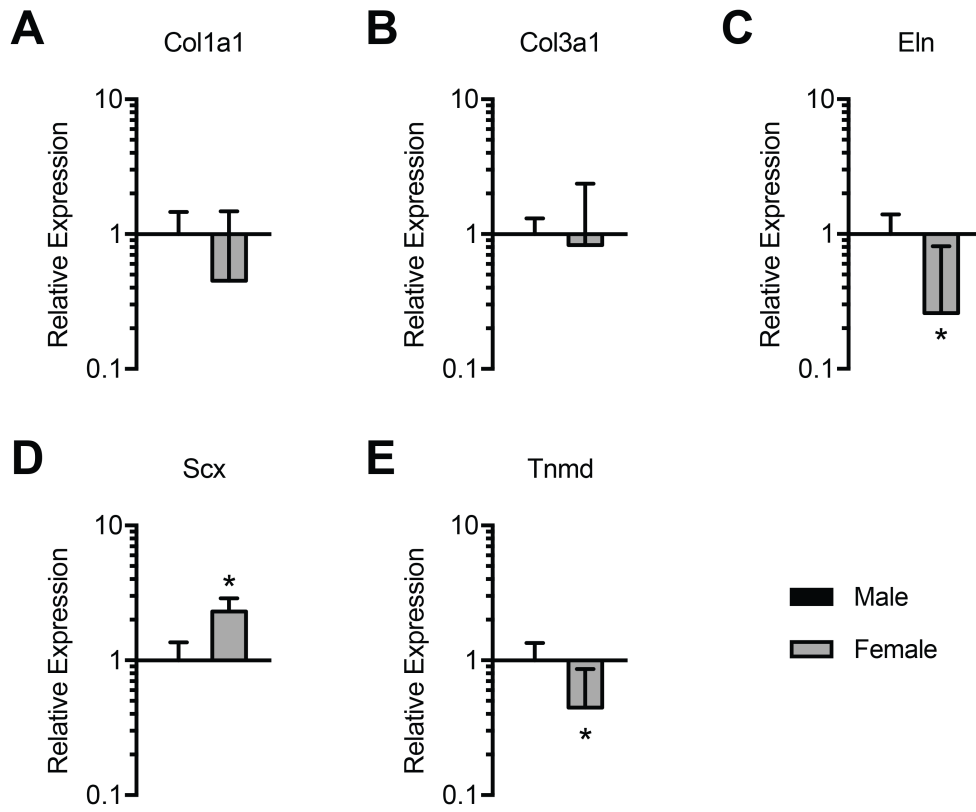 A
Col1a1
Relative Expression
10
1
0.1
B
Col3a1
Relative Expression
10
1
0.1
C
Eln
Relative Expression
10
1
0.1
*
D
Scx
Relative Expression
10
1
0.1
*
E
Tnmd
Relative Expression
10
1
0.1
*
Male
Female